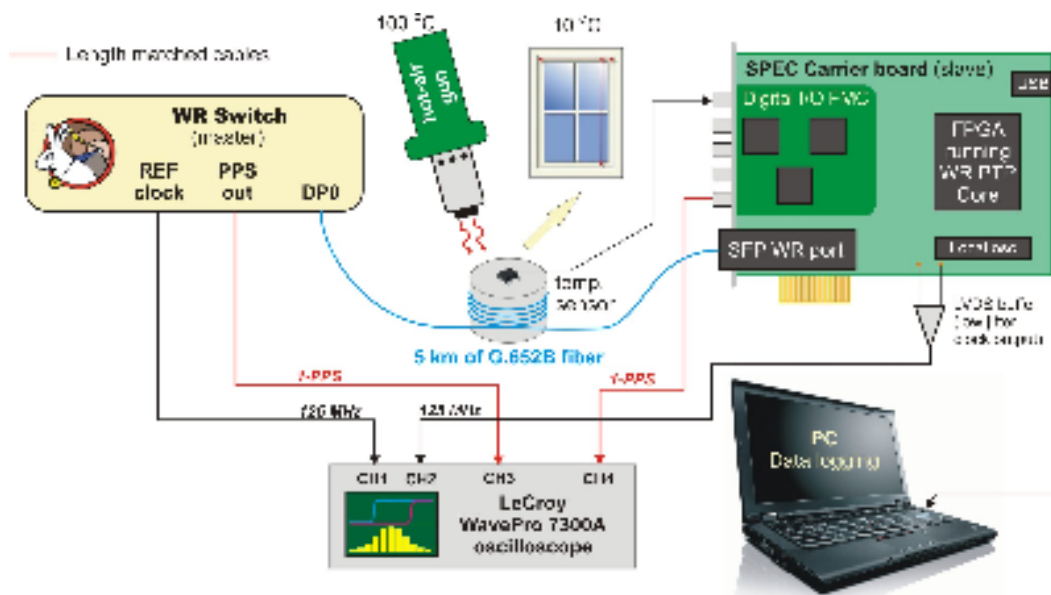 100 °C
10 °C
Length matched cables
hot-air
gun
WR Switch
(master)
REF
clock
PPS
out
DP0
SPEC Carrier board (slave)
Digital I/O FMC
FPGA
running
WR PTP
Core
SFP WR port
temp.
sensor
5 km of G.652B fiber
LVDS buffer
clock output)
1-PPS
1-PPS
125 MHz
125 MHz
CH1
CH2
CH3
CH4
LeCroy
WavePro 7300A
oscilloscope
PC
Data logging